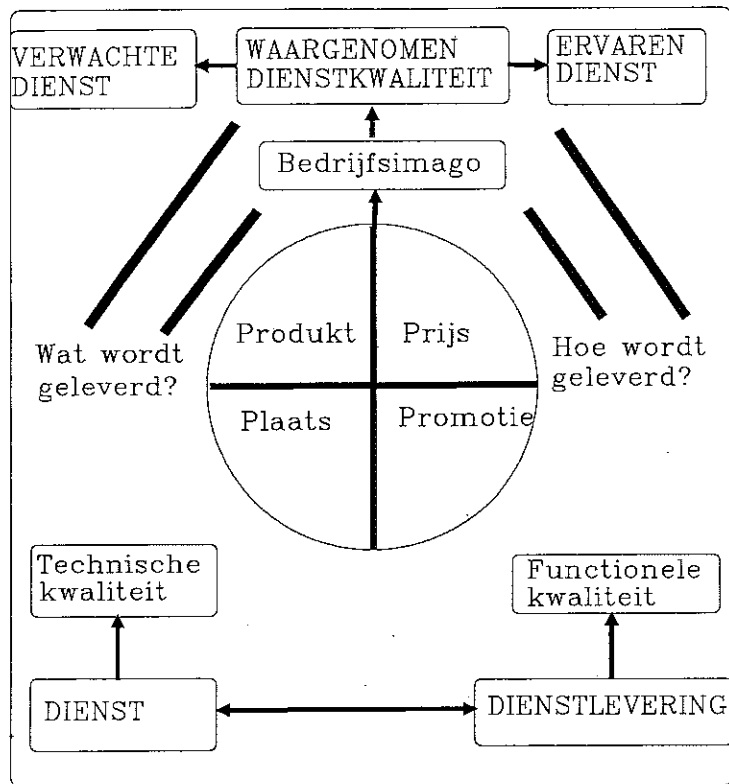 VERWACHTE
DIENST
WAARGENOMEN
DIENSTKWALITEIT
ERVAREN
DIENST
Bedrijfsimago
Produkt
Prijs
Plaats
Promotie
Wat wordt
geleverd?
Hoe wordt
geleverd?
Technische
kwaliteit
Functionele
kwaliteit
DIENST
DIENSTLEVERING